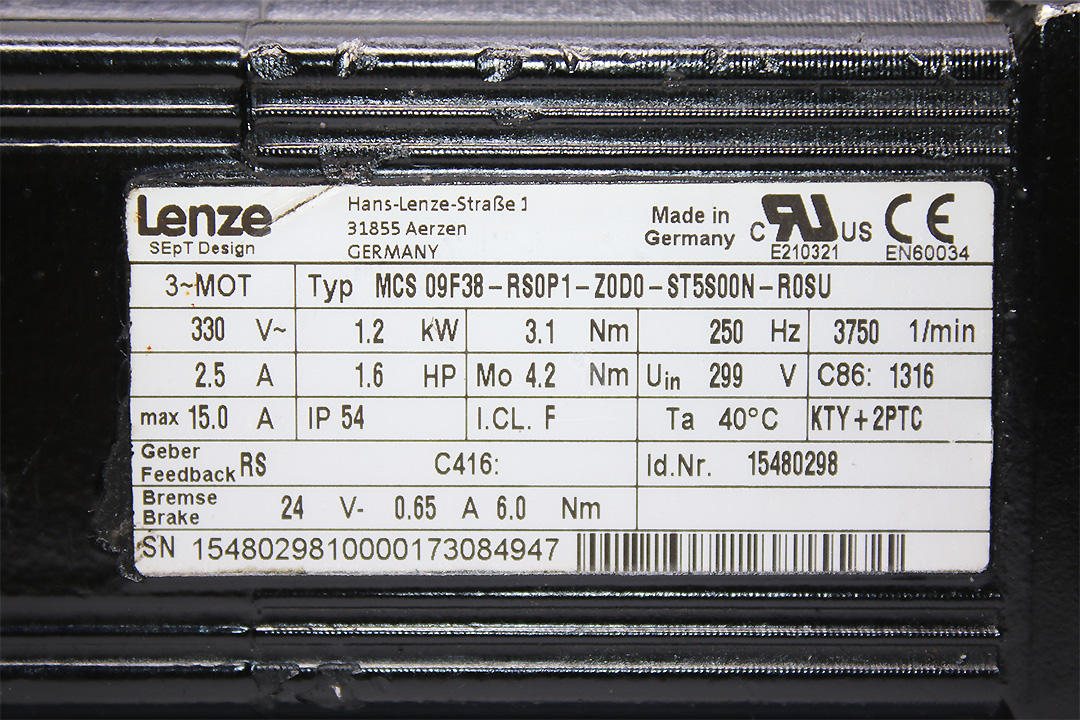 Lenze
SEpT Design
Hans-Lenze-Straße 1
31855 Aerzen
GERMANY
Made in
Germany
C RU US
E210321
CE
EN60034
3~MOT Typ MCS 09F38-RS0P1-Z0D0-ST5S00N-R0SU
330 V~ 1.2 kW 3.1 Nm 250 Hz 3750 1/min
2.5 A 1.6 HP Mo 4.2 Nm Uin 299 V C86: 1316
max 15.0 A IP 54 I.CL. F Ta 40°C KTY+2PTC
Geber
Feedback RS C416: Id.Nr. 15480298
Bremse
Brake 24 V- 0.65 A 6.0 Nm
SN 1548029810000173084947